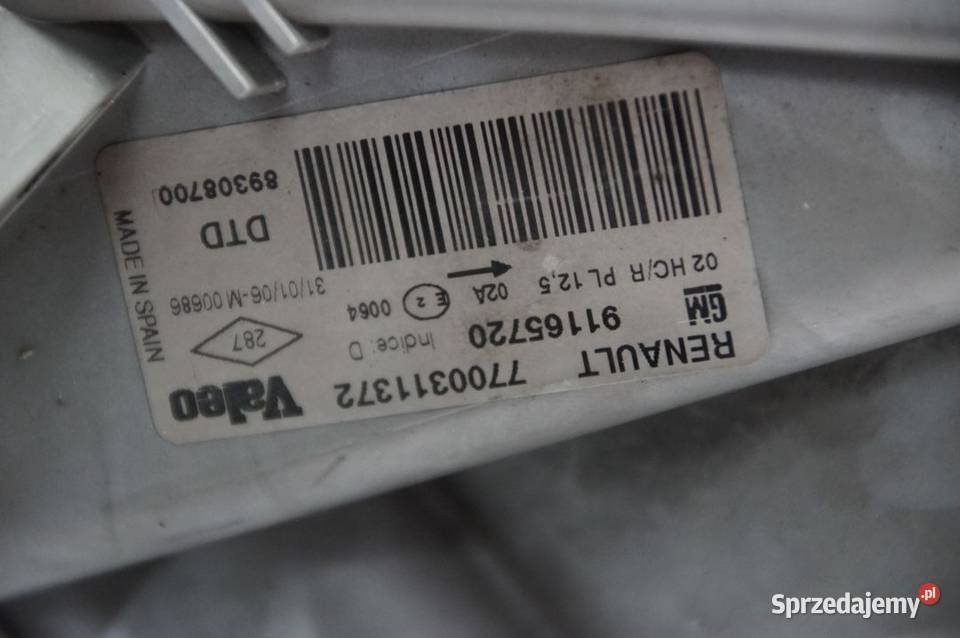 RENAULT 7700311372 Valeo
GM 91165720 Indice: D 287
02 HC/R PL 12,5 02A E2 0064 31/01/06-M 00686
DTD
89308700
MADE IN SPAIN
Sprzedajemy.pl